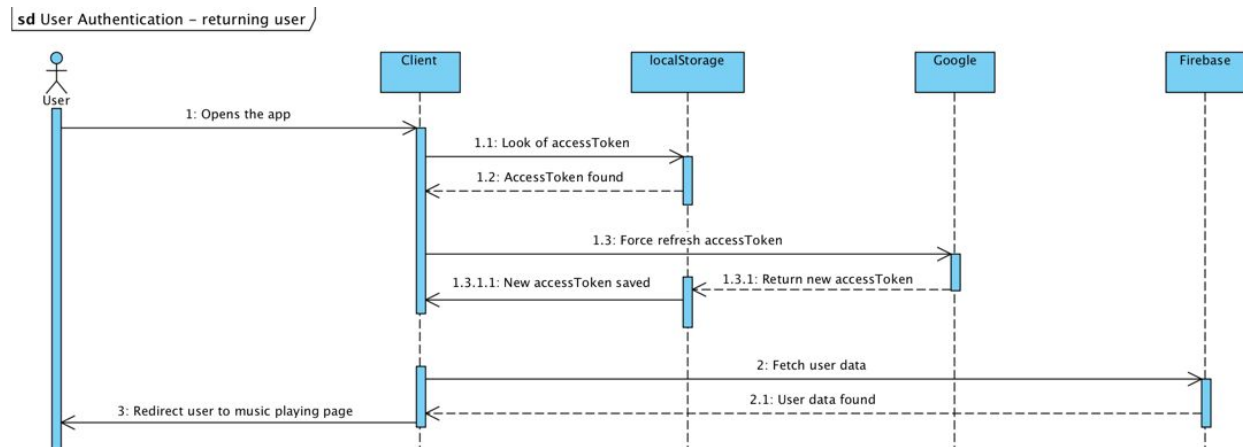 sd User Authentication – returning user
User
Client
localStorage
Google
Firebase
1: Opens the app
1.1: Look of accessToken
1.2: AccessToken found
1.3: Force refresh accessToken
1.3.1: Return new accessToken
1.3.1.1: New accessToken saved
2: Fetch user data
2.1: User data found
3: Redirect user to music playing page